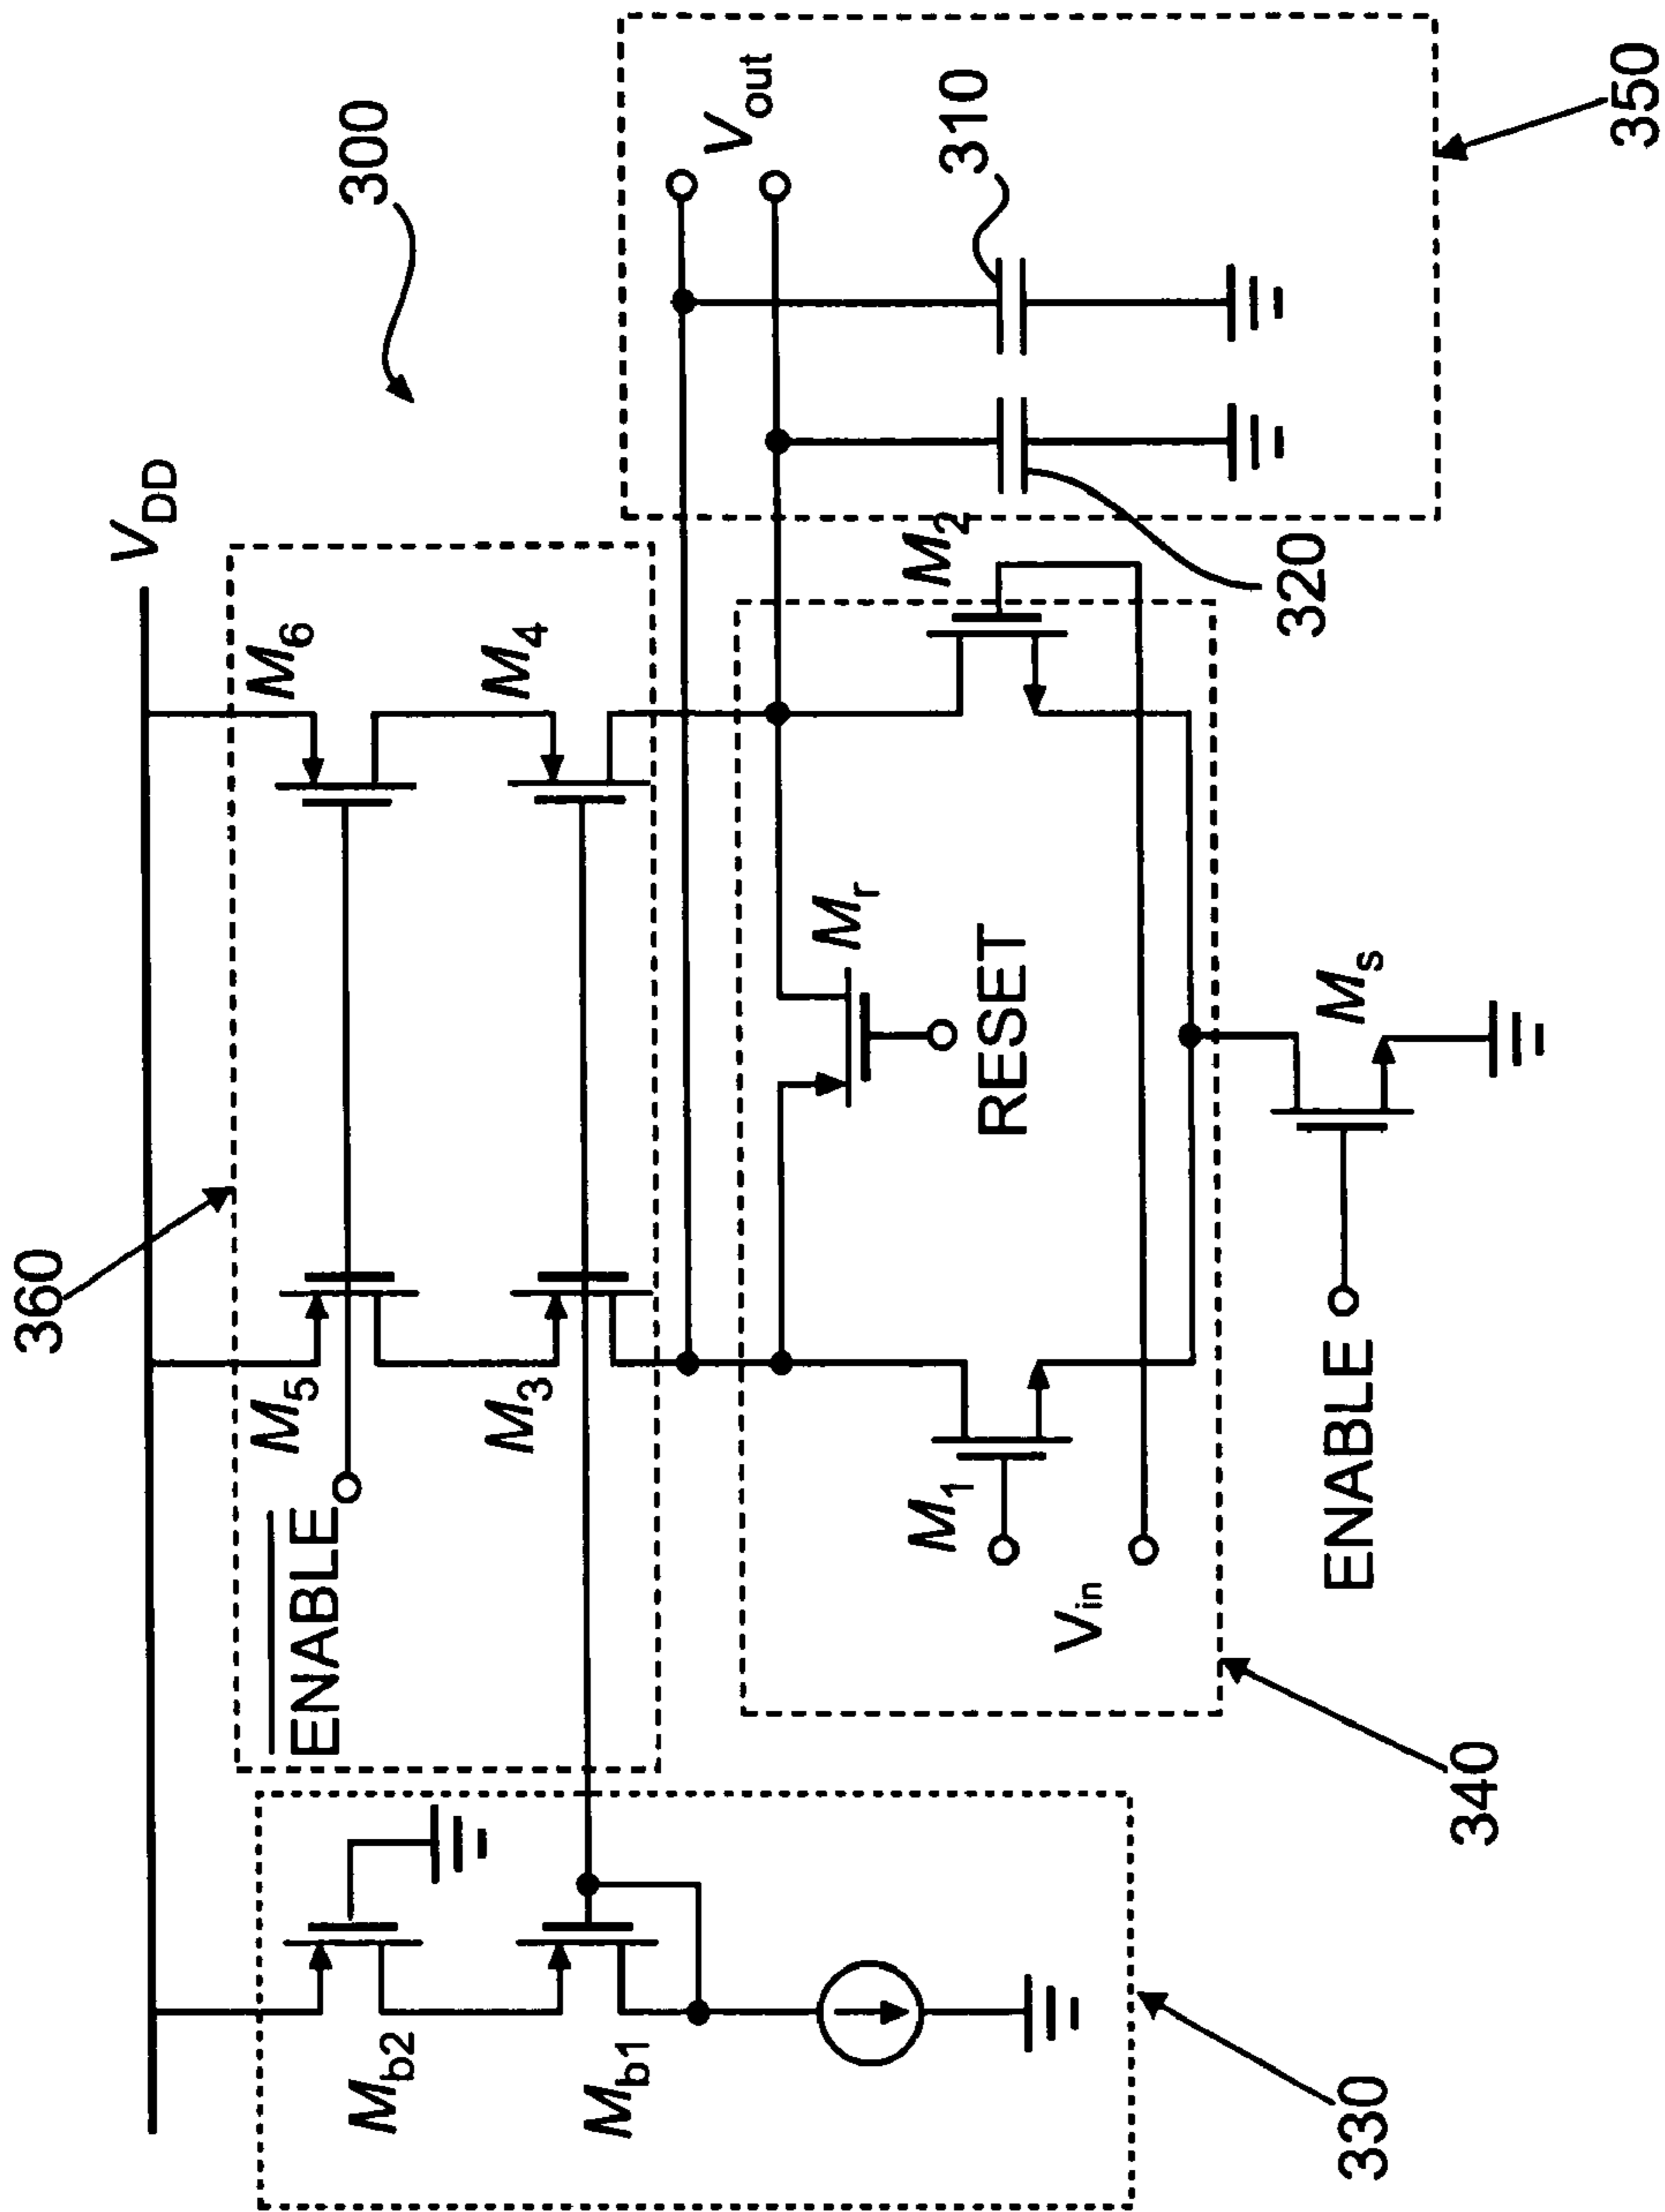 300
V_DD
360
M_6
M_5
ENABLE
M_4
M_3
M_b2
M_b1
330
V_out
310
320
350
M_r
RESET
M_2
M_1
V_in
340
M_s
ENABLE